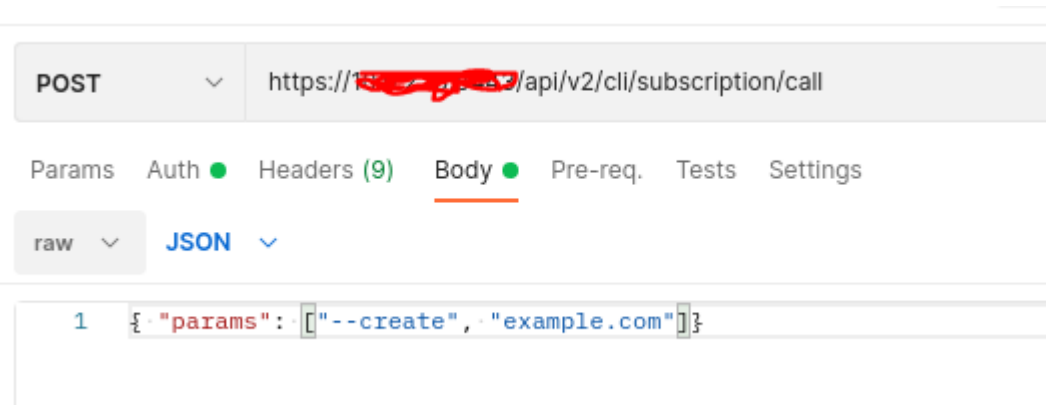 POST https:///api/v2/cli/subscription/call
Params Auth Headers (9) Body Pre-req. Tests Settings
raw JSON
1 { "params": ["--create", "example.com"]}